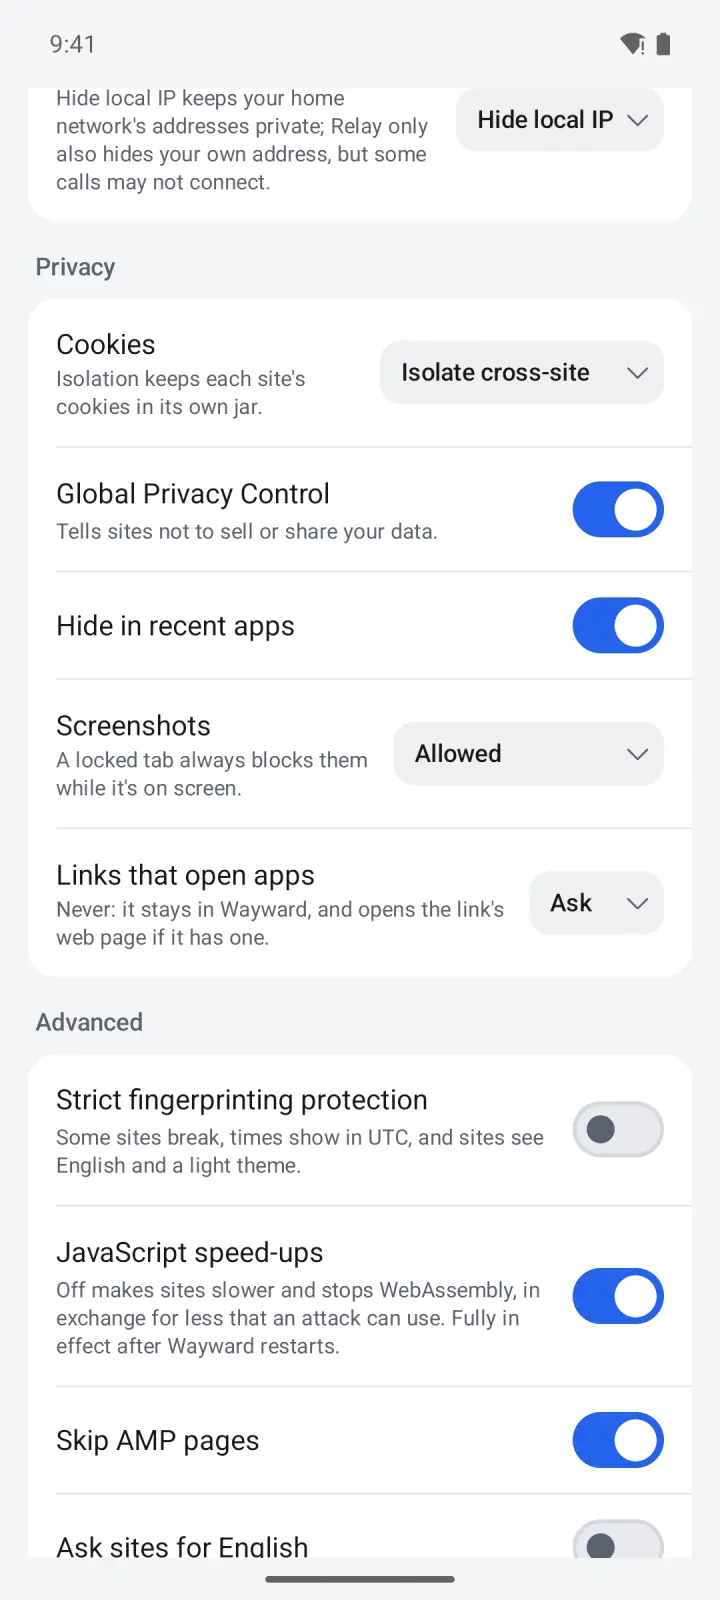 9:41
Hide local IP keeps your home
network's addresses private; Relay only
also hides your own address, but some
calls may not connect.
Hide local IP
Privacy
Cookies
Isolation keeps each site's
cookies in its own jar.
Isolate cross-site
Global Privacy Control
Tells sites not to sell or share your data.
Hide in recent apps
Screenshots
A locked tab always blocks them
while it's on screen.
Allowed
Links that open apps
Never: it stays in Wayward, and opens the link's
web page if it has one.
Ask
Advanced
Strict fingerprinting protection
Some sites break, times show in UTC, and sites see
English and a light theme.
JavaScript speed-ups
Off makes sites slower and stops WebAssembly, in
exchange for less that an attack can use. Fully in
effect after Wayward restarts.
Skip AMP pages
Ask sites for English